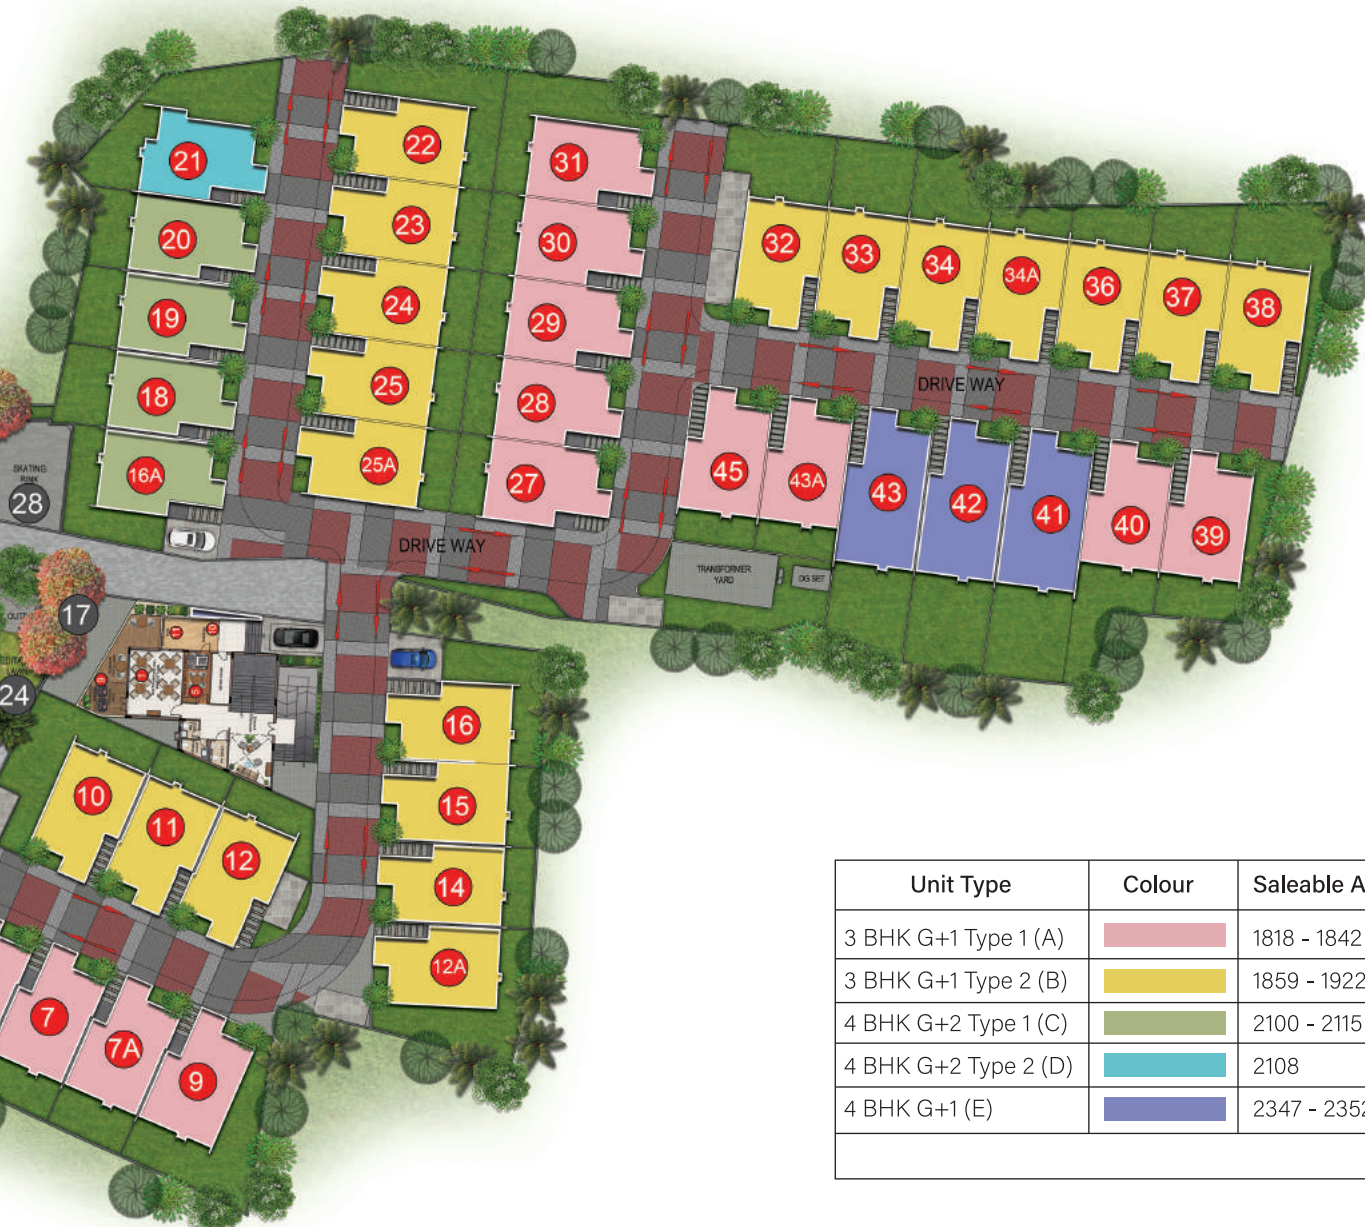 22
21
31
23
20
30
32
33
34
34A
36
37
38
24
19
29
25
18
28
DRIVE WAY
25A
16A
27
45
43A
43
42
41
40
39
SKATING
RINK
28
DRIVE WAY
TRANSFORMER
YARD
DG SET
17
24
16
10
11
12
15
14
12A
7
7A
9
Unit Type Colour Saleable A
3 BHK G+1 Type 1 (A) 1818 - 1842
3 BHK G+1 Type 2 (B) 1859 - 1922
4 BHK G+2 Type 1 (C) 2100 - 2115
4 BHK G+2 Type 2 (D) 2108
4 BHK G+1 (E) 2347 - 2352